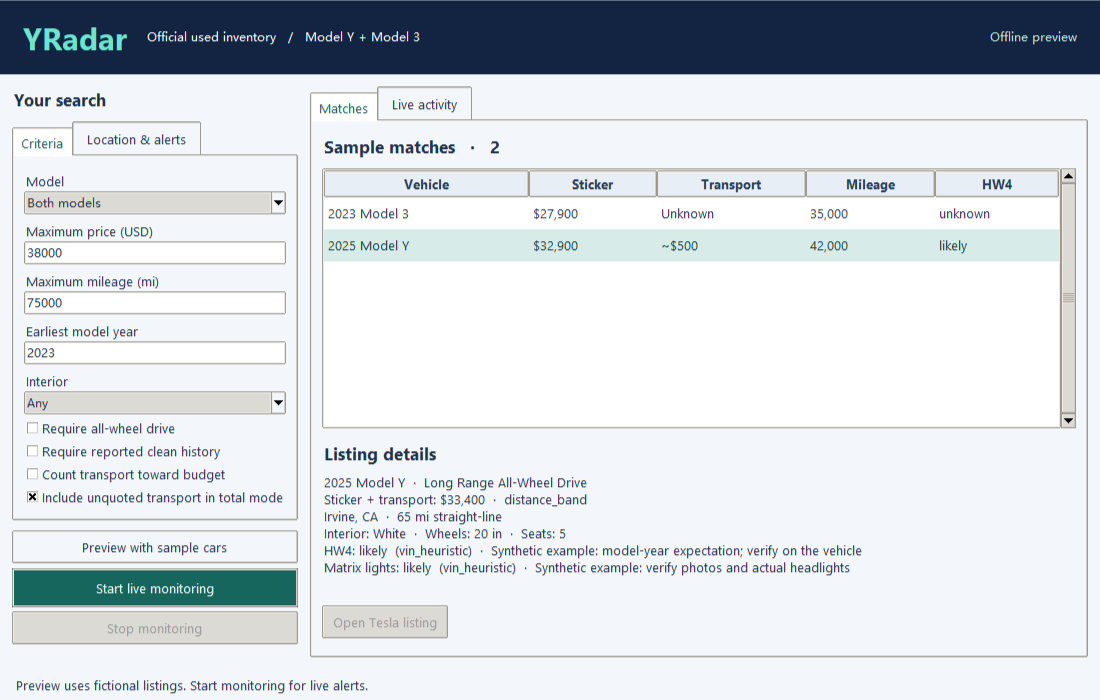 YRadar Official used inventory / Model Y + Model 3 Offline preview
Your search
Criteria Location & alerts
Model
Both models
Maximum price (USD)
38000
Maximum mileage (mi)
75000
Earliest model year
2023
Interior
Any
Require all-wheel drive
Require reported clean history
Count transport toward budget
Include unquoted transport in total mode
Preview with sample cars
Start live monitoring
Stop monitoring
Matches Live activity
Sample matches · 2
Vehicle Sticker Transport Mileage HW4
2023 Model 3 $27,900 Unknown 35,000 unknown
2025 Model Y $32,900 ~$500 42,000 likely
Listing details
2025 Model Y · Long Range All-Wheel Drive
Sticker + transport: $33,400 · distance_band
Irvine, CA · 65 mi straight-line
Interior: White · Wheels: 20 in · Seats: 5
HW4: likely (vin_heuristic) · Synthetic example: model-year expectation; verify on the vehicle
Matrix lights: likely (vin_heuristic) · Synthetic example: verify photos and actual headlights
Open Tesla listing
Preview uses fictional listings. Start monitoring for live alerts.